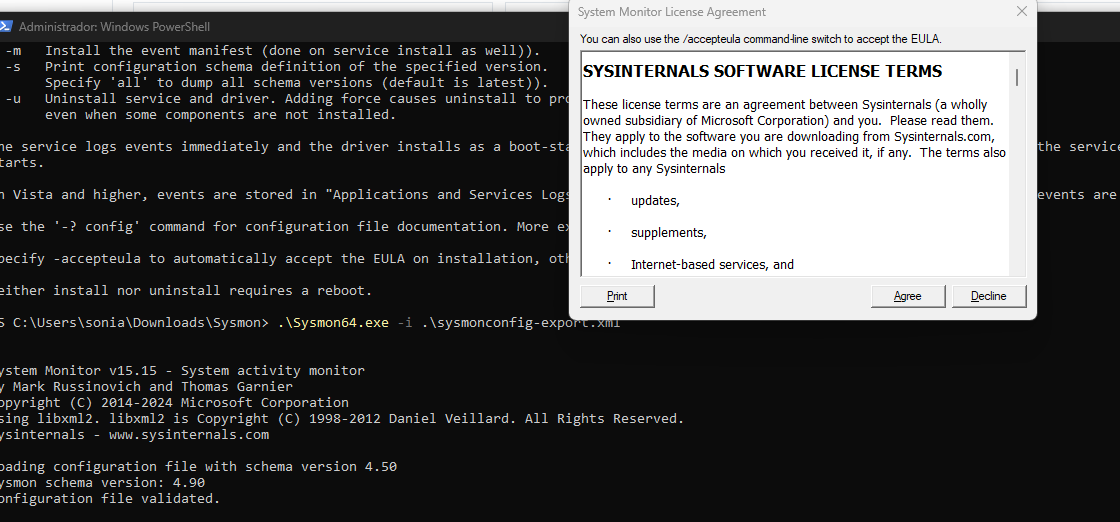 Administrador: Windows PowerShell
-m Install the event manifest (done on service install as well)).
-s Print configuration schema definition of the specified version.
Specify 'all' to dump all schema versions (default is latest)).
-u Uninstall service and driver. Adding force causes uninstall to pro
even when some components are not installed.
he service logs events immediately and the driver installs as a boot-sta
the service
tarts.
n Vista and higher, events are stored in "Applications and Services Logs
events are
se the '-? config' command for configuration file documentation. More ex
pecify -accepteula to automatically accept the EULA on installation, oth
either install nor uninstall requires a reboot.
S C:\Users\sonia\Downloads\Sysmon> .\Sysmon64.exe -i .\sysmonconfig-export.xml
ystem Monitor v15.15 - System activity monitor
y Mark Russinovich and Thomas Garnier
opyright (C) 2014-2024 Microsoft Corporation
sing libxml2. libxml2 is Copyright (C) 1998-2012 Daniel Veillard. All Rights Reserved.
ysinternals - www.sysinternals.com
oading configuration file with schema version 4.50
ysmon schema version: 4.90
onfiguration file validated.
System Monitor License Agreement
You can also use the /accepteula command-line switch to accept the EULA.
SYSINTERNALS SOFTWARE LICENSE TERMS
These license terms are an agreement between Sysinternals (a wholly
owned subsidiary of Microsoft Corporation) and you. Please read them.
They apply to the software you are downloading from Sysinternals.com,
which includes the media on which you received it, if any. The terms also
apply to any Sysinternals
· updates,
· supplements,
· Internet-based services, and
Print
Agree
Decline